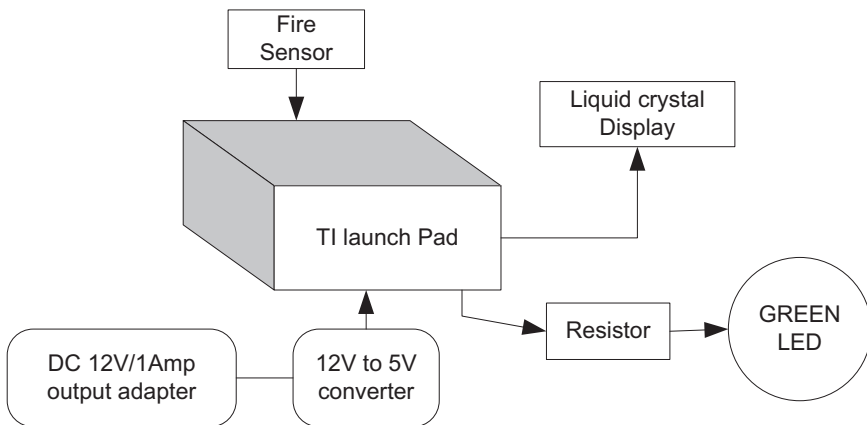 Fire
Sensor
Liquid crystal
Display
TI launch Pad
GREEN
LED
Resistor
DC 12V/1Amp
output adapter
12V to 5V
converter